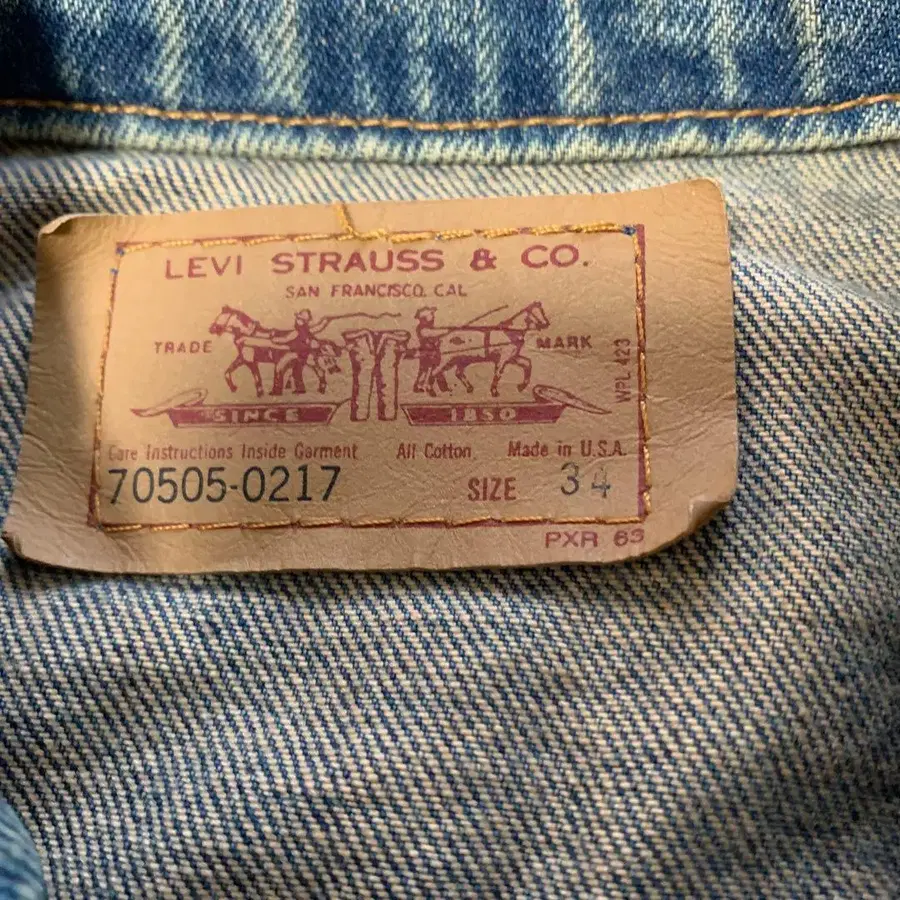 LEVI STRAUSS & CO.
SAN FRANCISCO, CAL
TRADE MARK
SINCE 1850
WPL 423
Care Instructions Inside Garment All Cotton Made in U.S.A.
70505-0217 SIZE 34
PXR 63